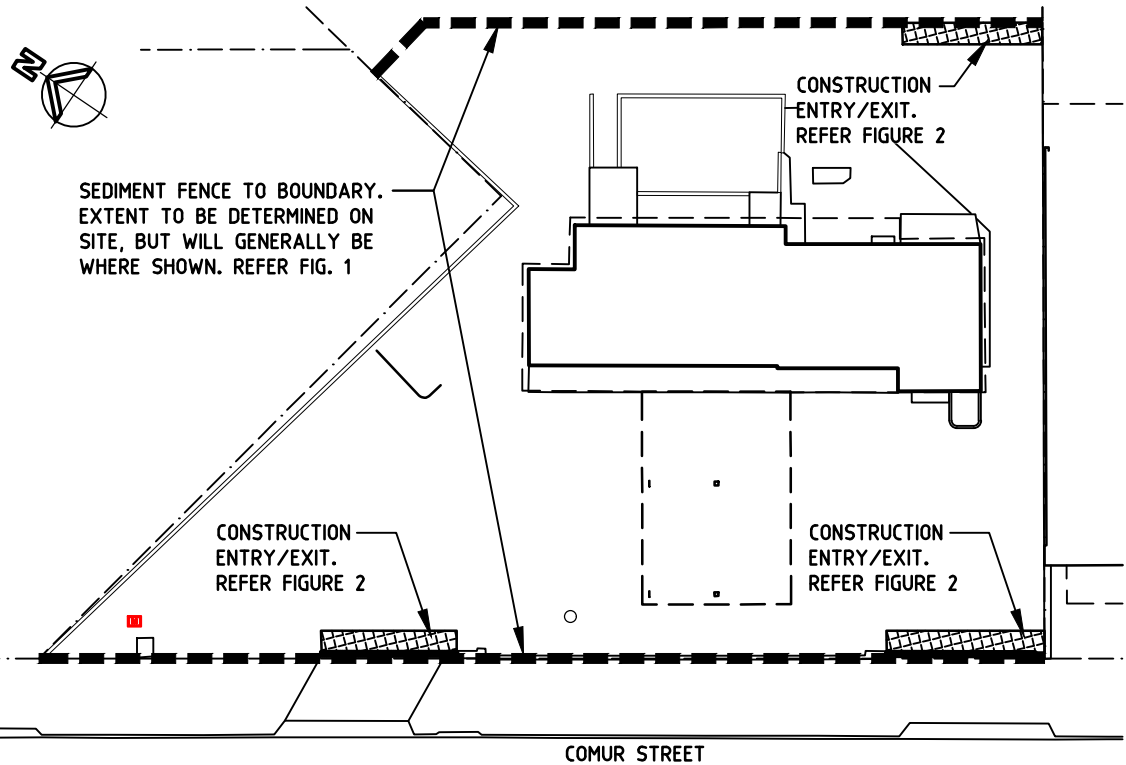 N
CONSTRUCTION
ENTRY/EXIT.
REFER FIGURE 2
SEDIMENT FENCE TO BOUNDARY.
EXTENT TO BE DETERMINED ON
SITE, BUT WILL GENERALLY BE
WHERE SHOWN. REFER FIG. 1
CONSTRUCTION
ENTRY/EXIT.
REFER FIGURE 2
CONSTRUCTION
ENTRY/EXIT.
REFER FIGURE 2
COMUR STREET